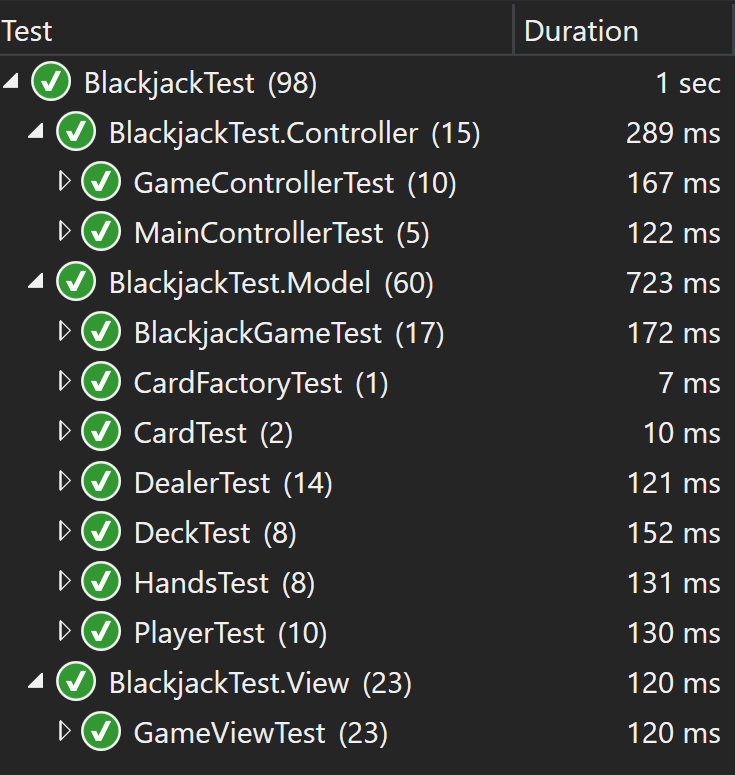 Test Duration
BlackjackTest (98) 1 sec
BlackjackTest.Controller (15) 289 ms
GameControllerTest (10) 167 ms
MainControllerTest (5) 122 ms
BlackjackTest.Model (60) 723 ms
BlackjackGameTest (17) 172 ms
CardFactoryTest (1) 7 ms
CardTest (2) 10 ms
DealerTest (14) 121 ms
DeckTest (8) 152 ms
HandsTest (8) 131 ms
PlayerTest (10) 130 ms
BlackjackTest.View (23) 120 ms
GameViewTest (23) 120 ms